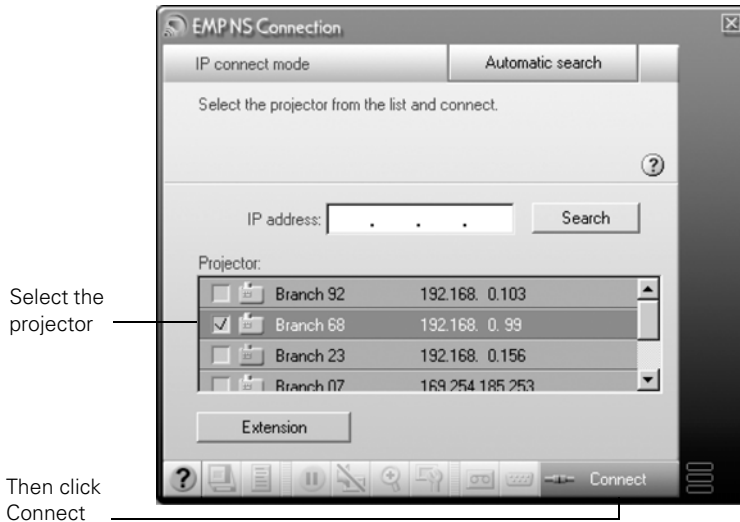 EMP NS Connection
IP connect mode
Automatic search
Select the projector from the list and connect.
?
IP address: . . .
Search
Projector:
Branch 92 192.168. 0.103
Branch 68 192.168. 0. 99
Branch 23 192.168. 0.156
Branch 07 169.254.185.253
Select the
projector
Extension
? Connect
Then click
Connect